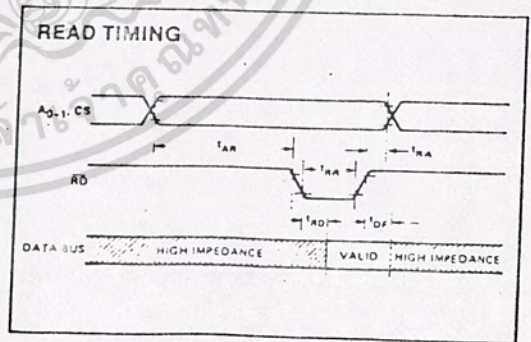 READ TIMING
A0-1, CS
tAR
tRR
tRA
RD
tRD
tDF
DATA BUS HIGH IMPEDANCE VALID HIGH IMPEDANCE